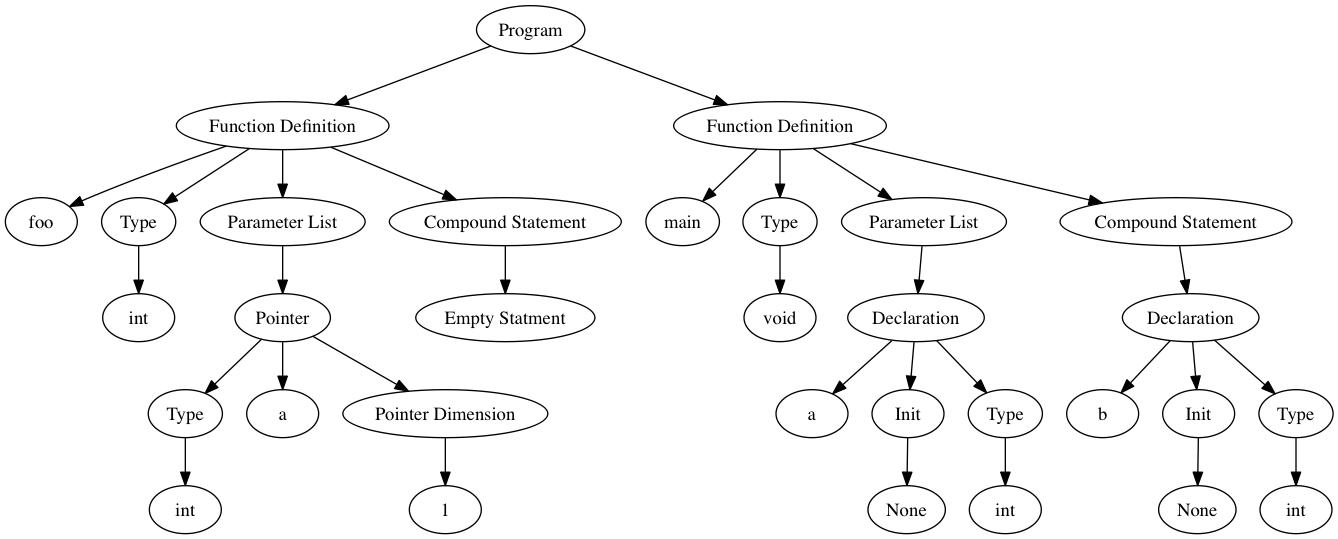 Program
Function Definition
Function Definition
foo
Type
Parameter List
Compound Statement
main
Type
Parameter List
Compound Statement
int
Pointer
Empty Statment
void
Declaration
Declaration
Type
a
Pointer Dimension
a
Init
Type
b
Init
Type
int
1
None
int
None
int